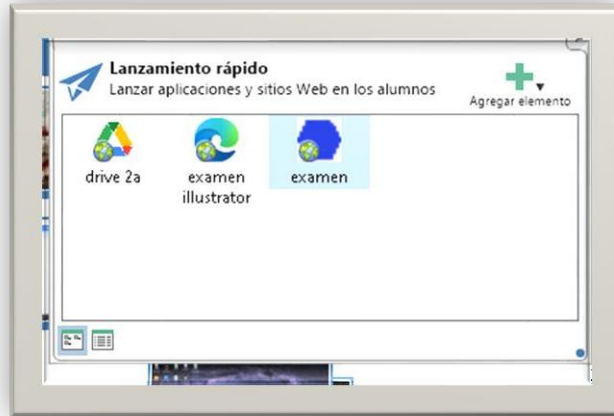 Lanzamiento rápido
Lanzar aplicaciones y sitios Web en los alumnos
Agregar elemento
drive 2a
examen
illustrator
examen